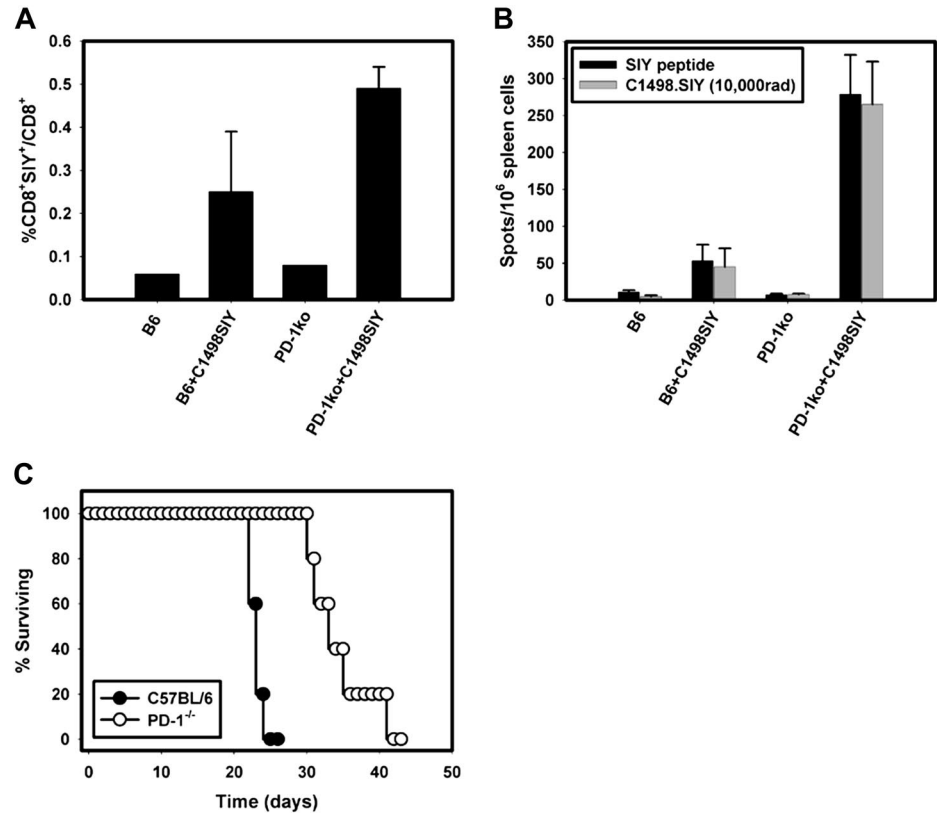 A
%CD8⁺SIY⁺/CD8⁺
0.6
0.5
0.4
0.3
0.2
0.1
0.0
B6
B6+C1498SIY
PD-1ko
PD-1ko+C1498SIY
B
Spots/10⁶ spleen cells
350
300
250
200
150
100
50
0
SIY peptide
C1498.SIY (10,000rad)
B6
B6+C1498SIY
PD-1ko
PD-1ko+C1498SIY
C
% Surviving
100
80
60
40
20
0
C57BL/6
PD-1⁻/⁻
0
10
20
30
40
50
Time (days)